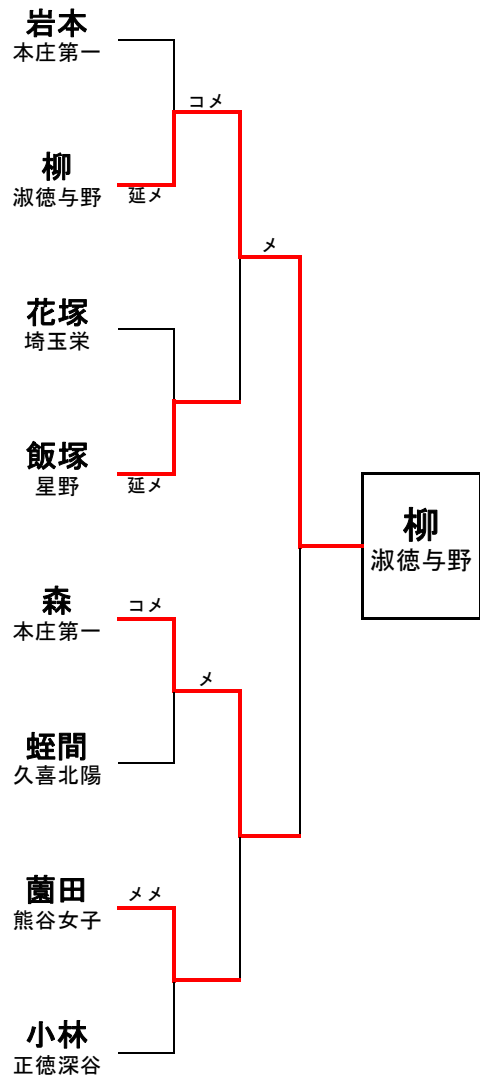 岩本
本庄第一
コメ
柳
淑徳与野
延メ
メ
花塚
埼玉栄
飯塚
星野
延メ
柳
淑徳与野
森
本庄第一
コメ
メ
蛭間
久喜北陽
薗田
熊谷女子
メメ
小林
正徳深谷